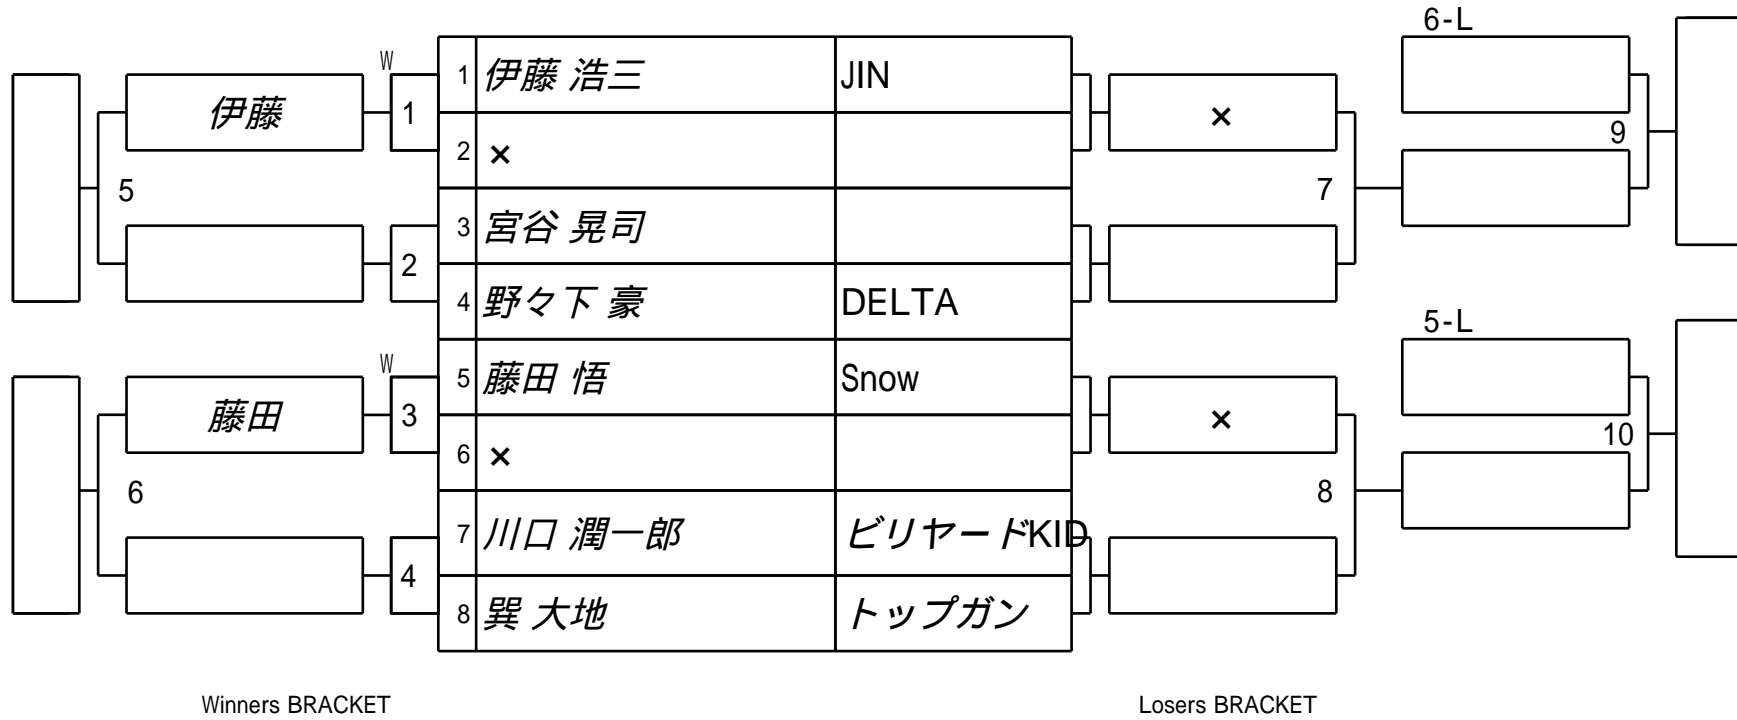 6-L
W
1 伊藤 浩三 JIN
伊藤 1 ×
2 × 9
5 7
3 宮谷 晃司
2
4 野々下 豪 DELTA
5-L
W
5 藤田 悟 Snow
藤田 3 ×
6 × 10
6 8
7 川口 潤一郎 ビリヤードKID
4
8 巽 大地 トップガン
Winners BRACKET Losers BRACKET